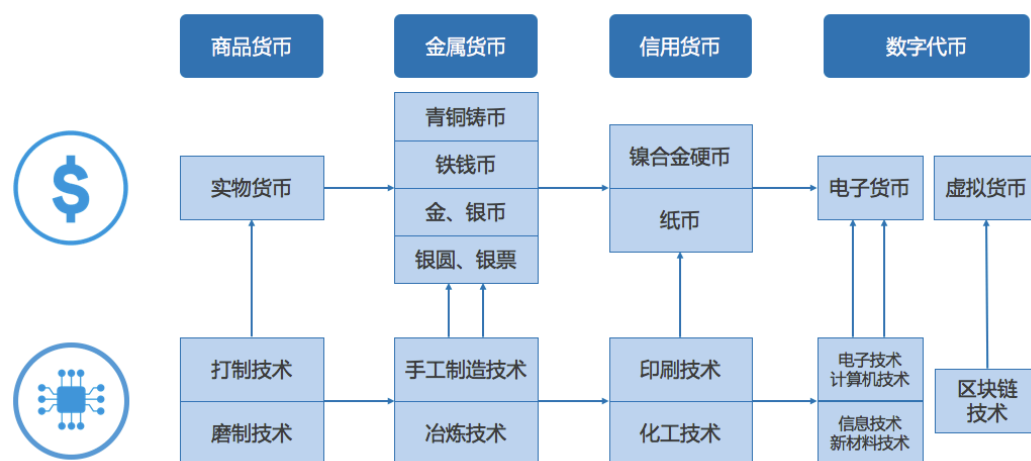 商品货币
金属货币
信用货币
数字代币
$
实物货币
青铜铸币
铁钱币
金、银币
银圆、银票
镍合金硬币
纸币
电子货币
虚拟货币
打制技术
磨制技术
手工制造技术
冶炼技术
印刷技术
化工技术
电子技术
计算机技术
信息技术
新材料技术
区块链
技术